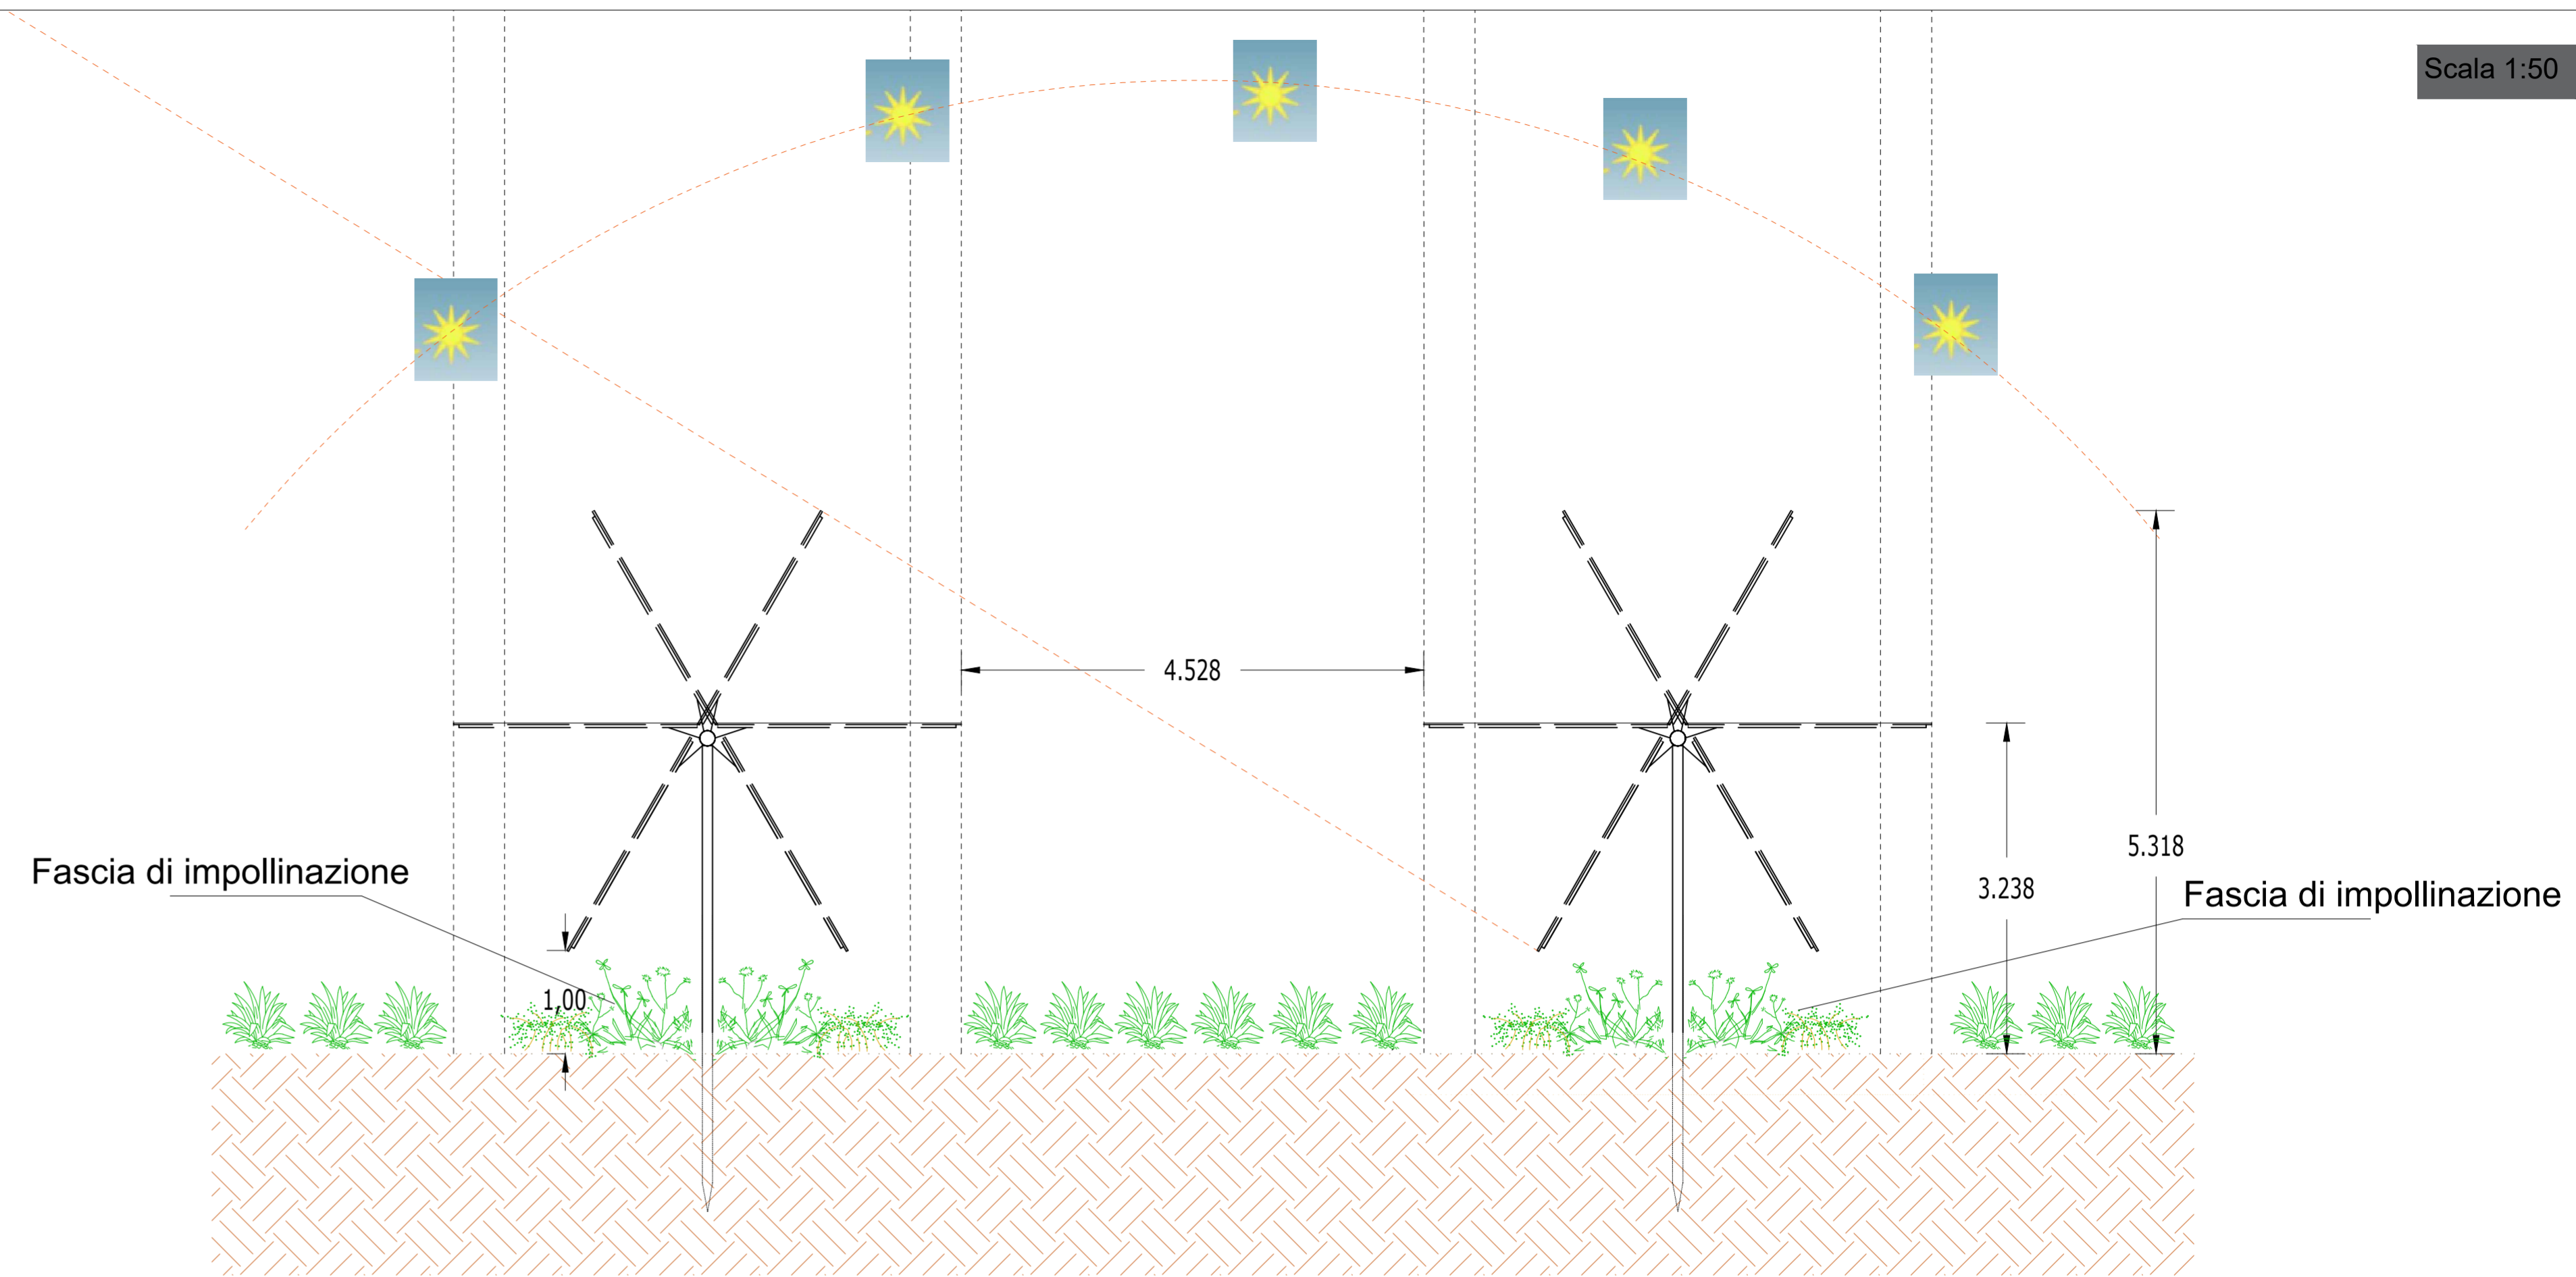 Scala 1:50
4.528
5.318
Fascia di impollinazione
3.238
Fascia di impollinazione
1,00